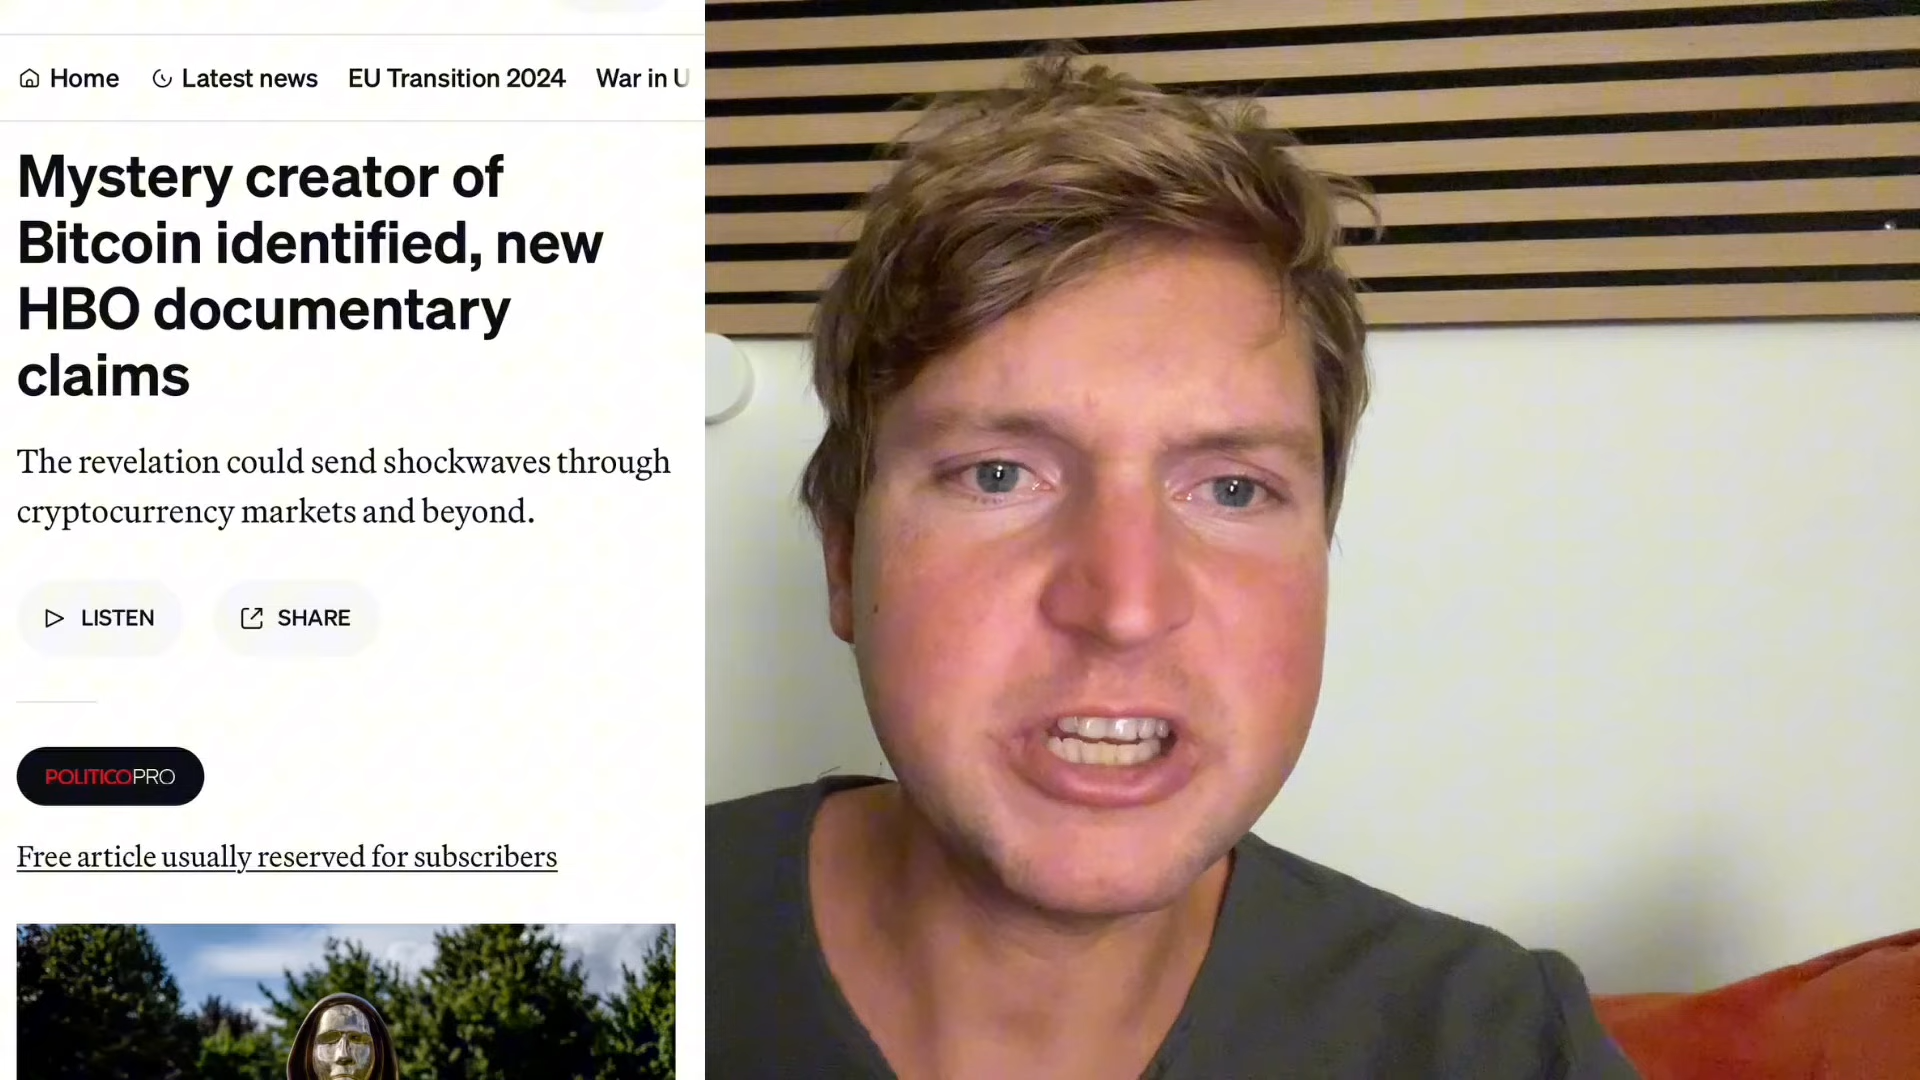 Home Latest news EU Transition 2024 War in U
Mystery creator of
Bitcoin identified, new
HBO documentary
claims
The revelation could send shockwaves through
cryptocurrency markets and beyond.
LISTEN SHARE
POLITICOPRO
Free article usually reserved for subscribers